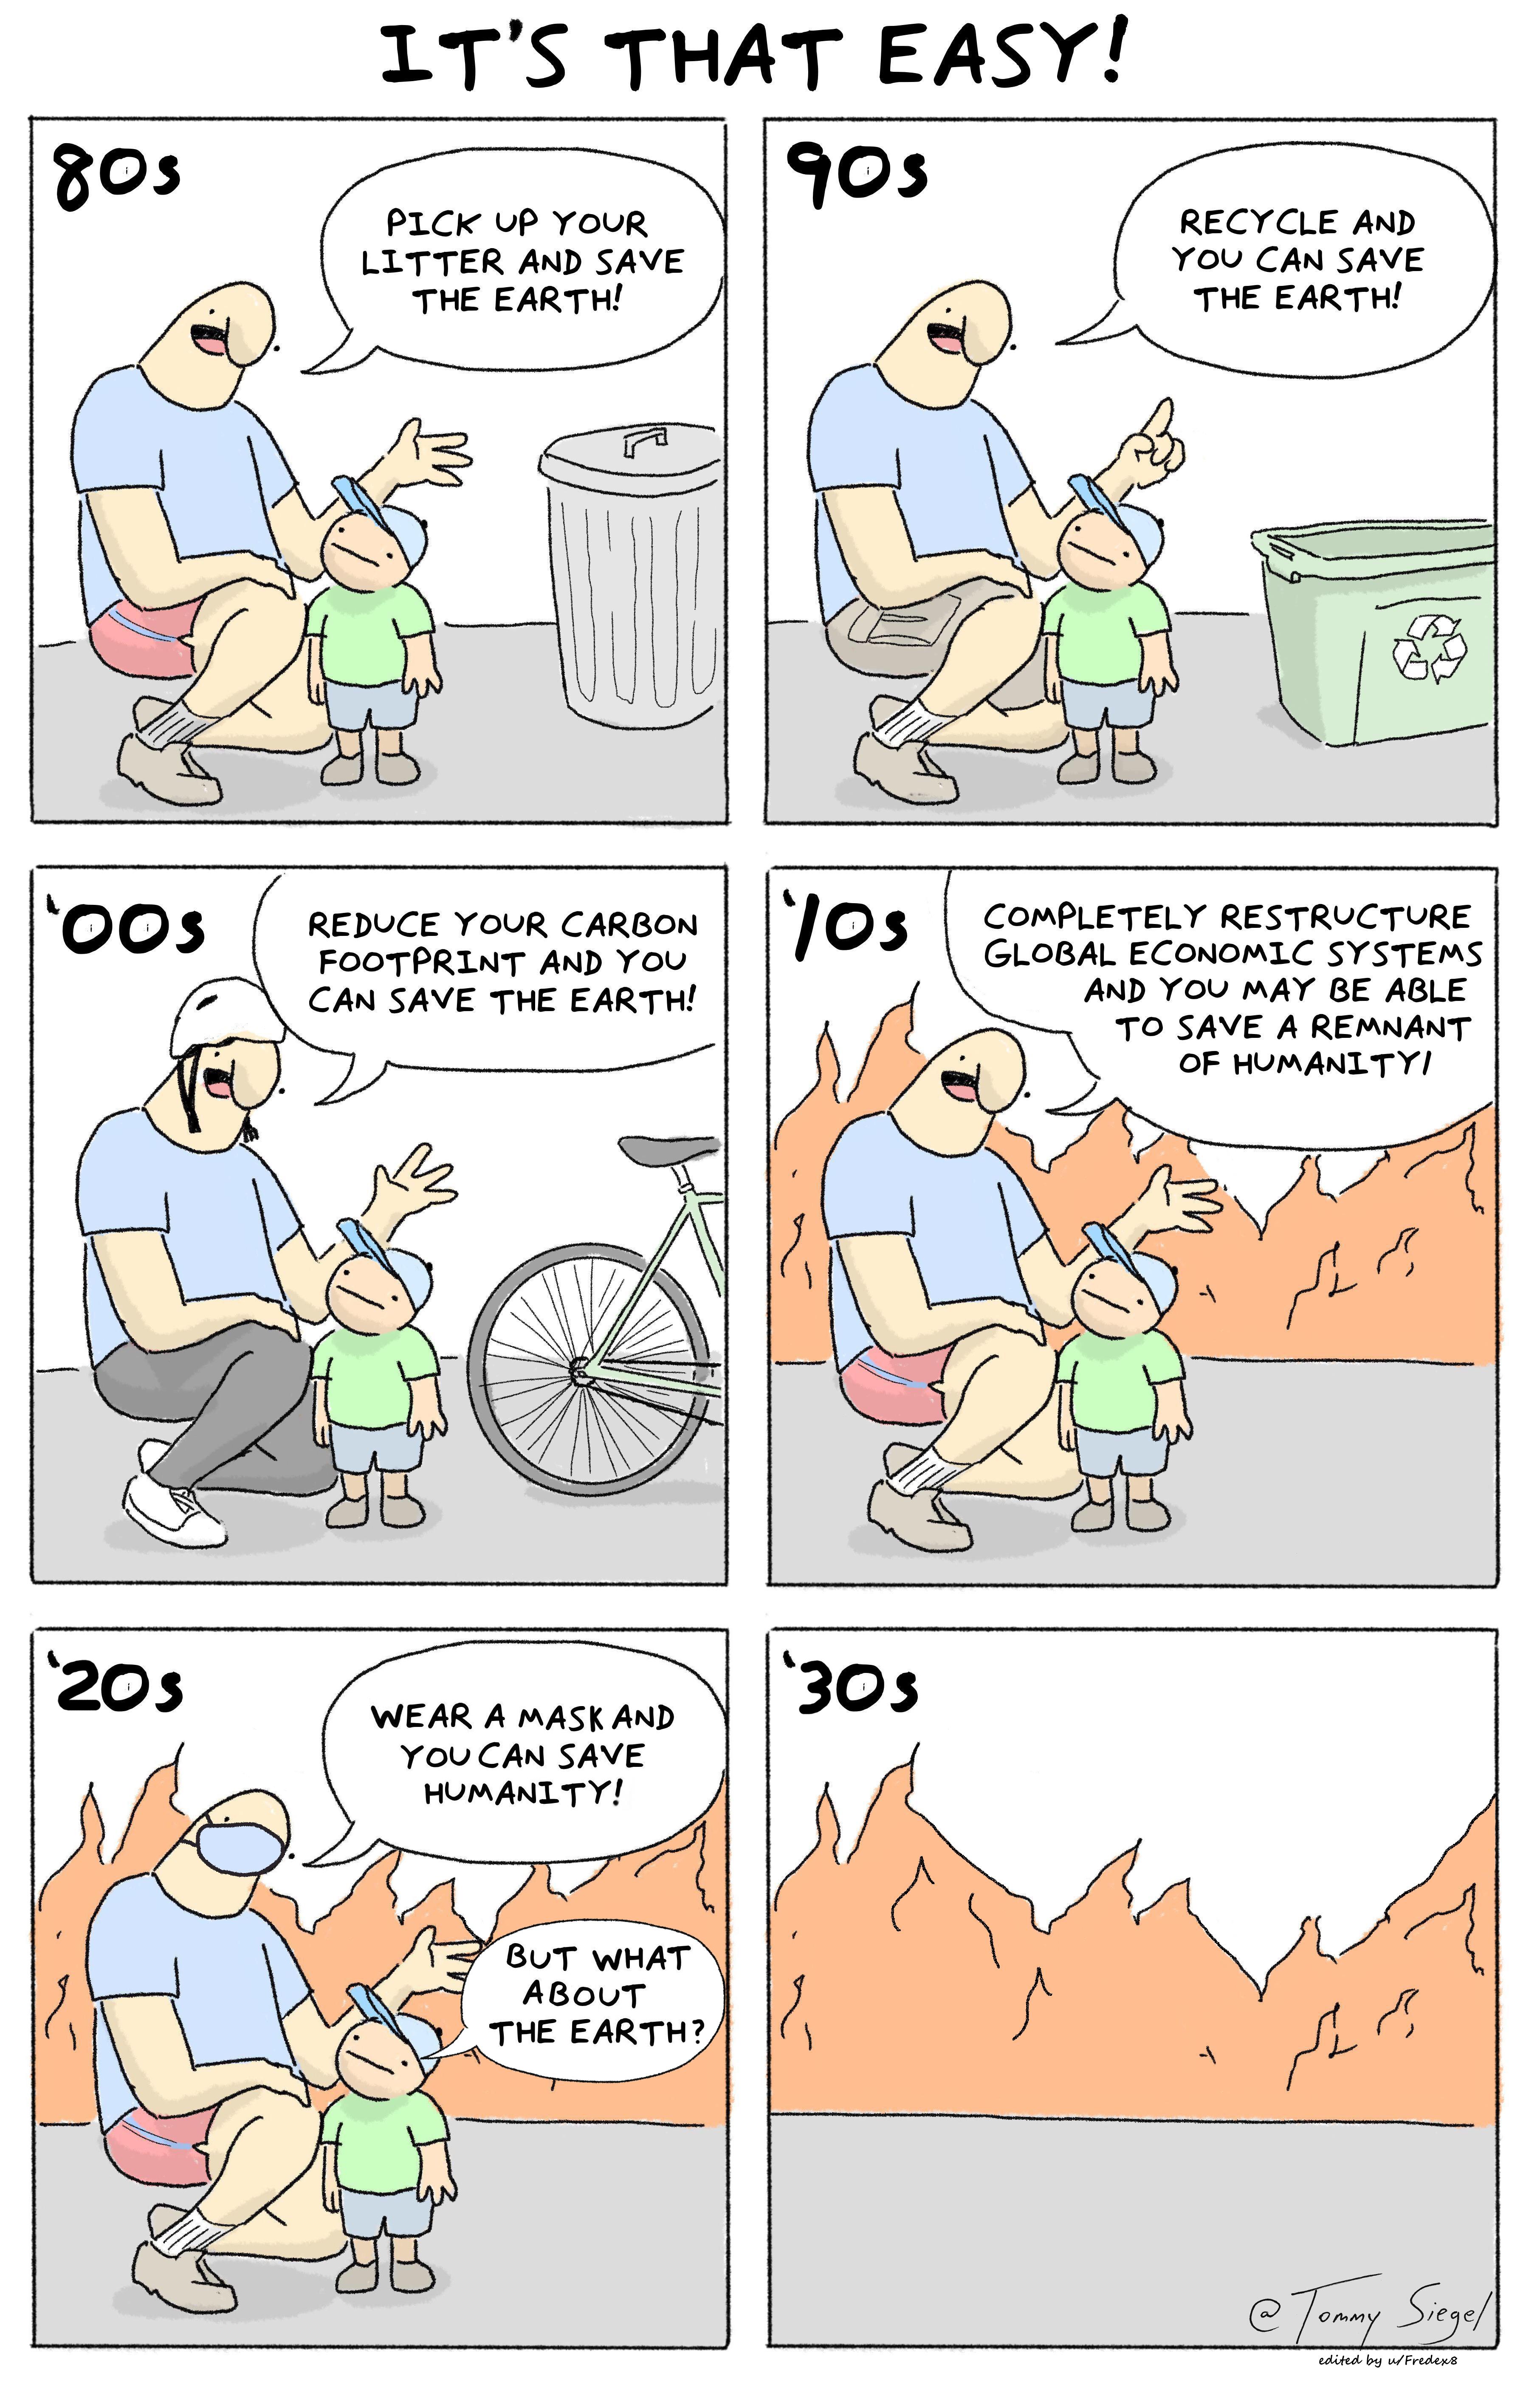 IT'S THAT EASY!
80s
PICK UP YOUR
LITTER AND SAVE
THE EARTH!
90s
RECYCLE AND
YOU CAN SAVE
THE EARTH!
'00s
REDUCE YOUR CARBON
FOOTPRINT AND YOU
CAN SAVE THE EARTH!
'10s
COMPLETELY RESTRUCTURE
GLOBAL ECONOMIC SYSTEMS
AND YOU MAY BE ABLE
TO SAVE A REMNANT
OF HUMANITY!
'20s
WEAR A MASK AND
YOU CAN SAVE
HUMANITY!
BUT WHAT
ABOUT
THE EARTH?
'30s
@ Tommy Siegel
edited by u/Fredex8